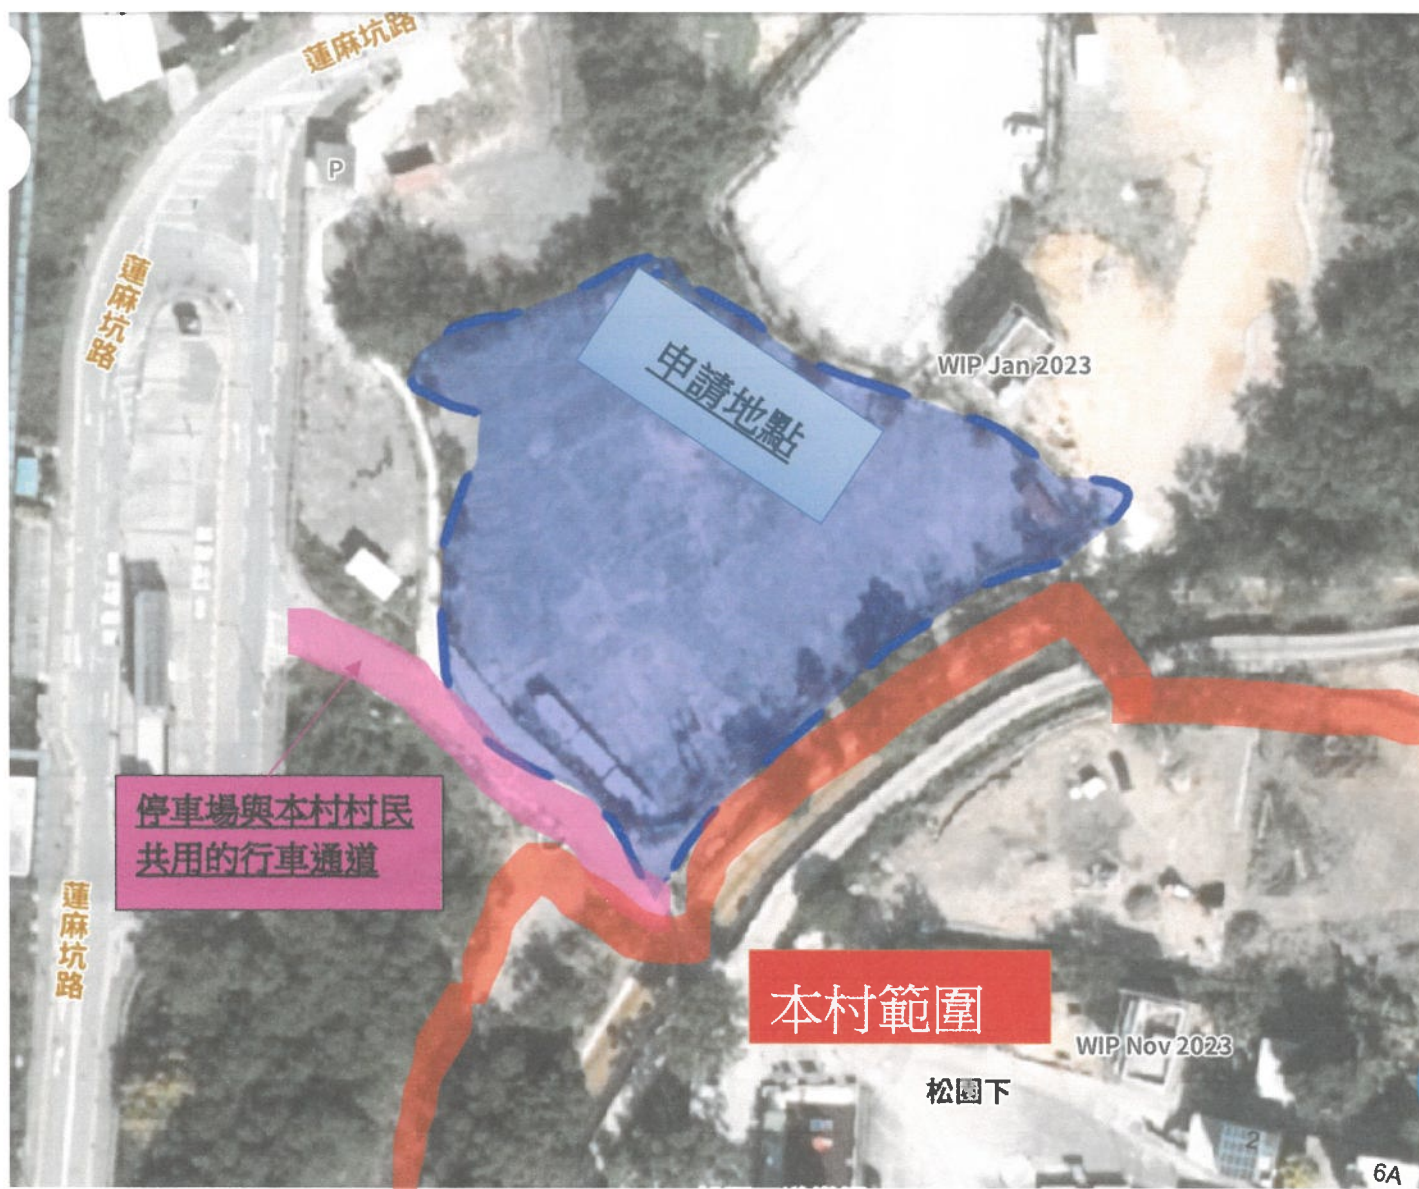 蓮麻坑路
P
蓮麻坑路
申請地點
WIP Jan 2023
停車場與本村村民
共用的行車通道
蓮麻坑路
本村範圍
WIP Nov 2023
松園下
2
6A